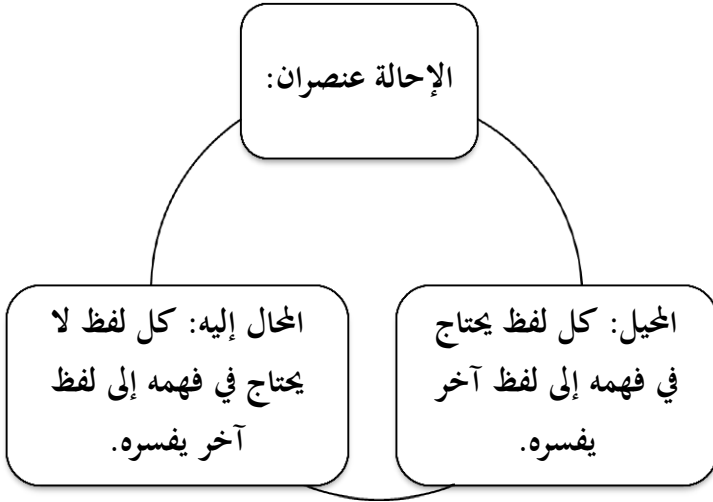 الإحالة عنصران:
المحيل: كل لفظ يحتاج
في فهمه إلى لفظ آخر
يفسره.
المحال إليه: كل لفظ لا
يحتاج في فهمه إلى لفظ
آخر يفسره.